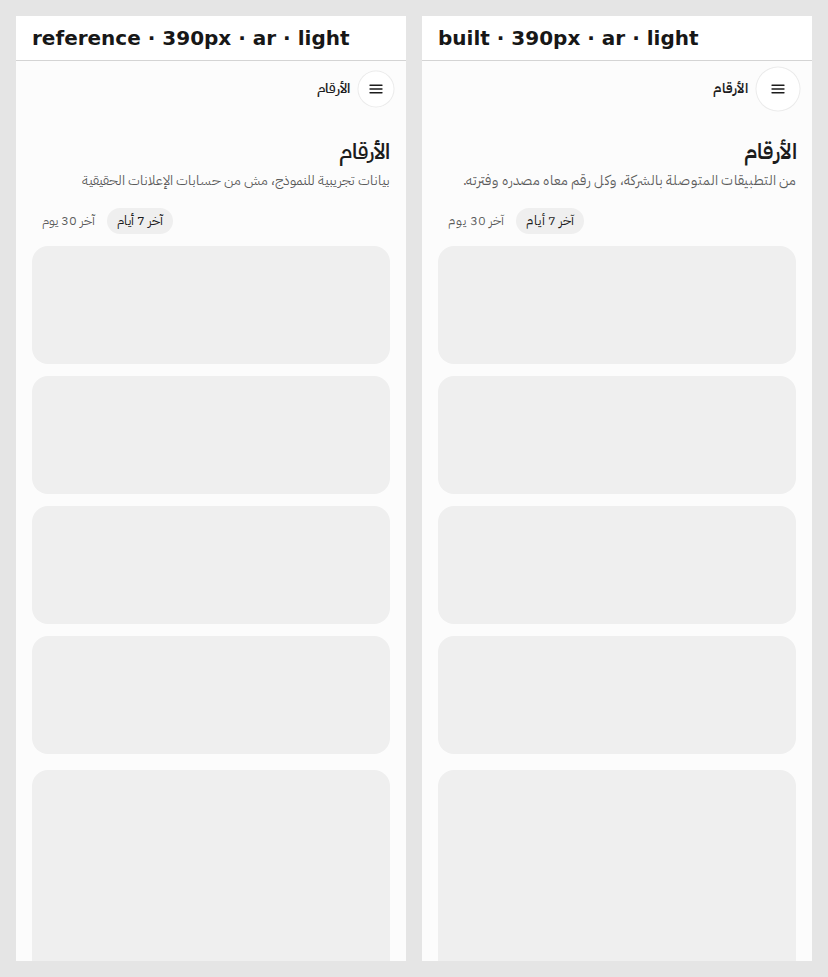 reference · 390px · ar · light
الأرقام
الأرقام
بيانات تجريبية للنموذج، مش من حسابات الإعلانات الحقيقية
آخر 7 أيام
آخر 30 يوم
built · 390px · ar · light
الأرقام
الأرقام
من التطبيقات المتوصلة بالشركة، وكل رقم معاه مصدره وفترته.
آخر 7 أيام
آخر 30 يوم